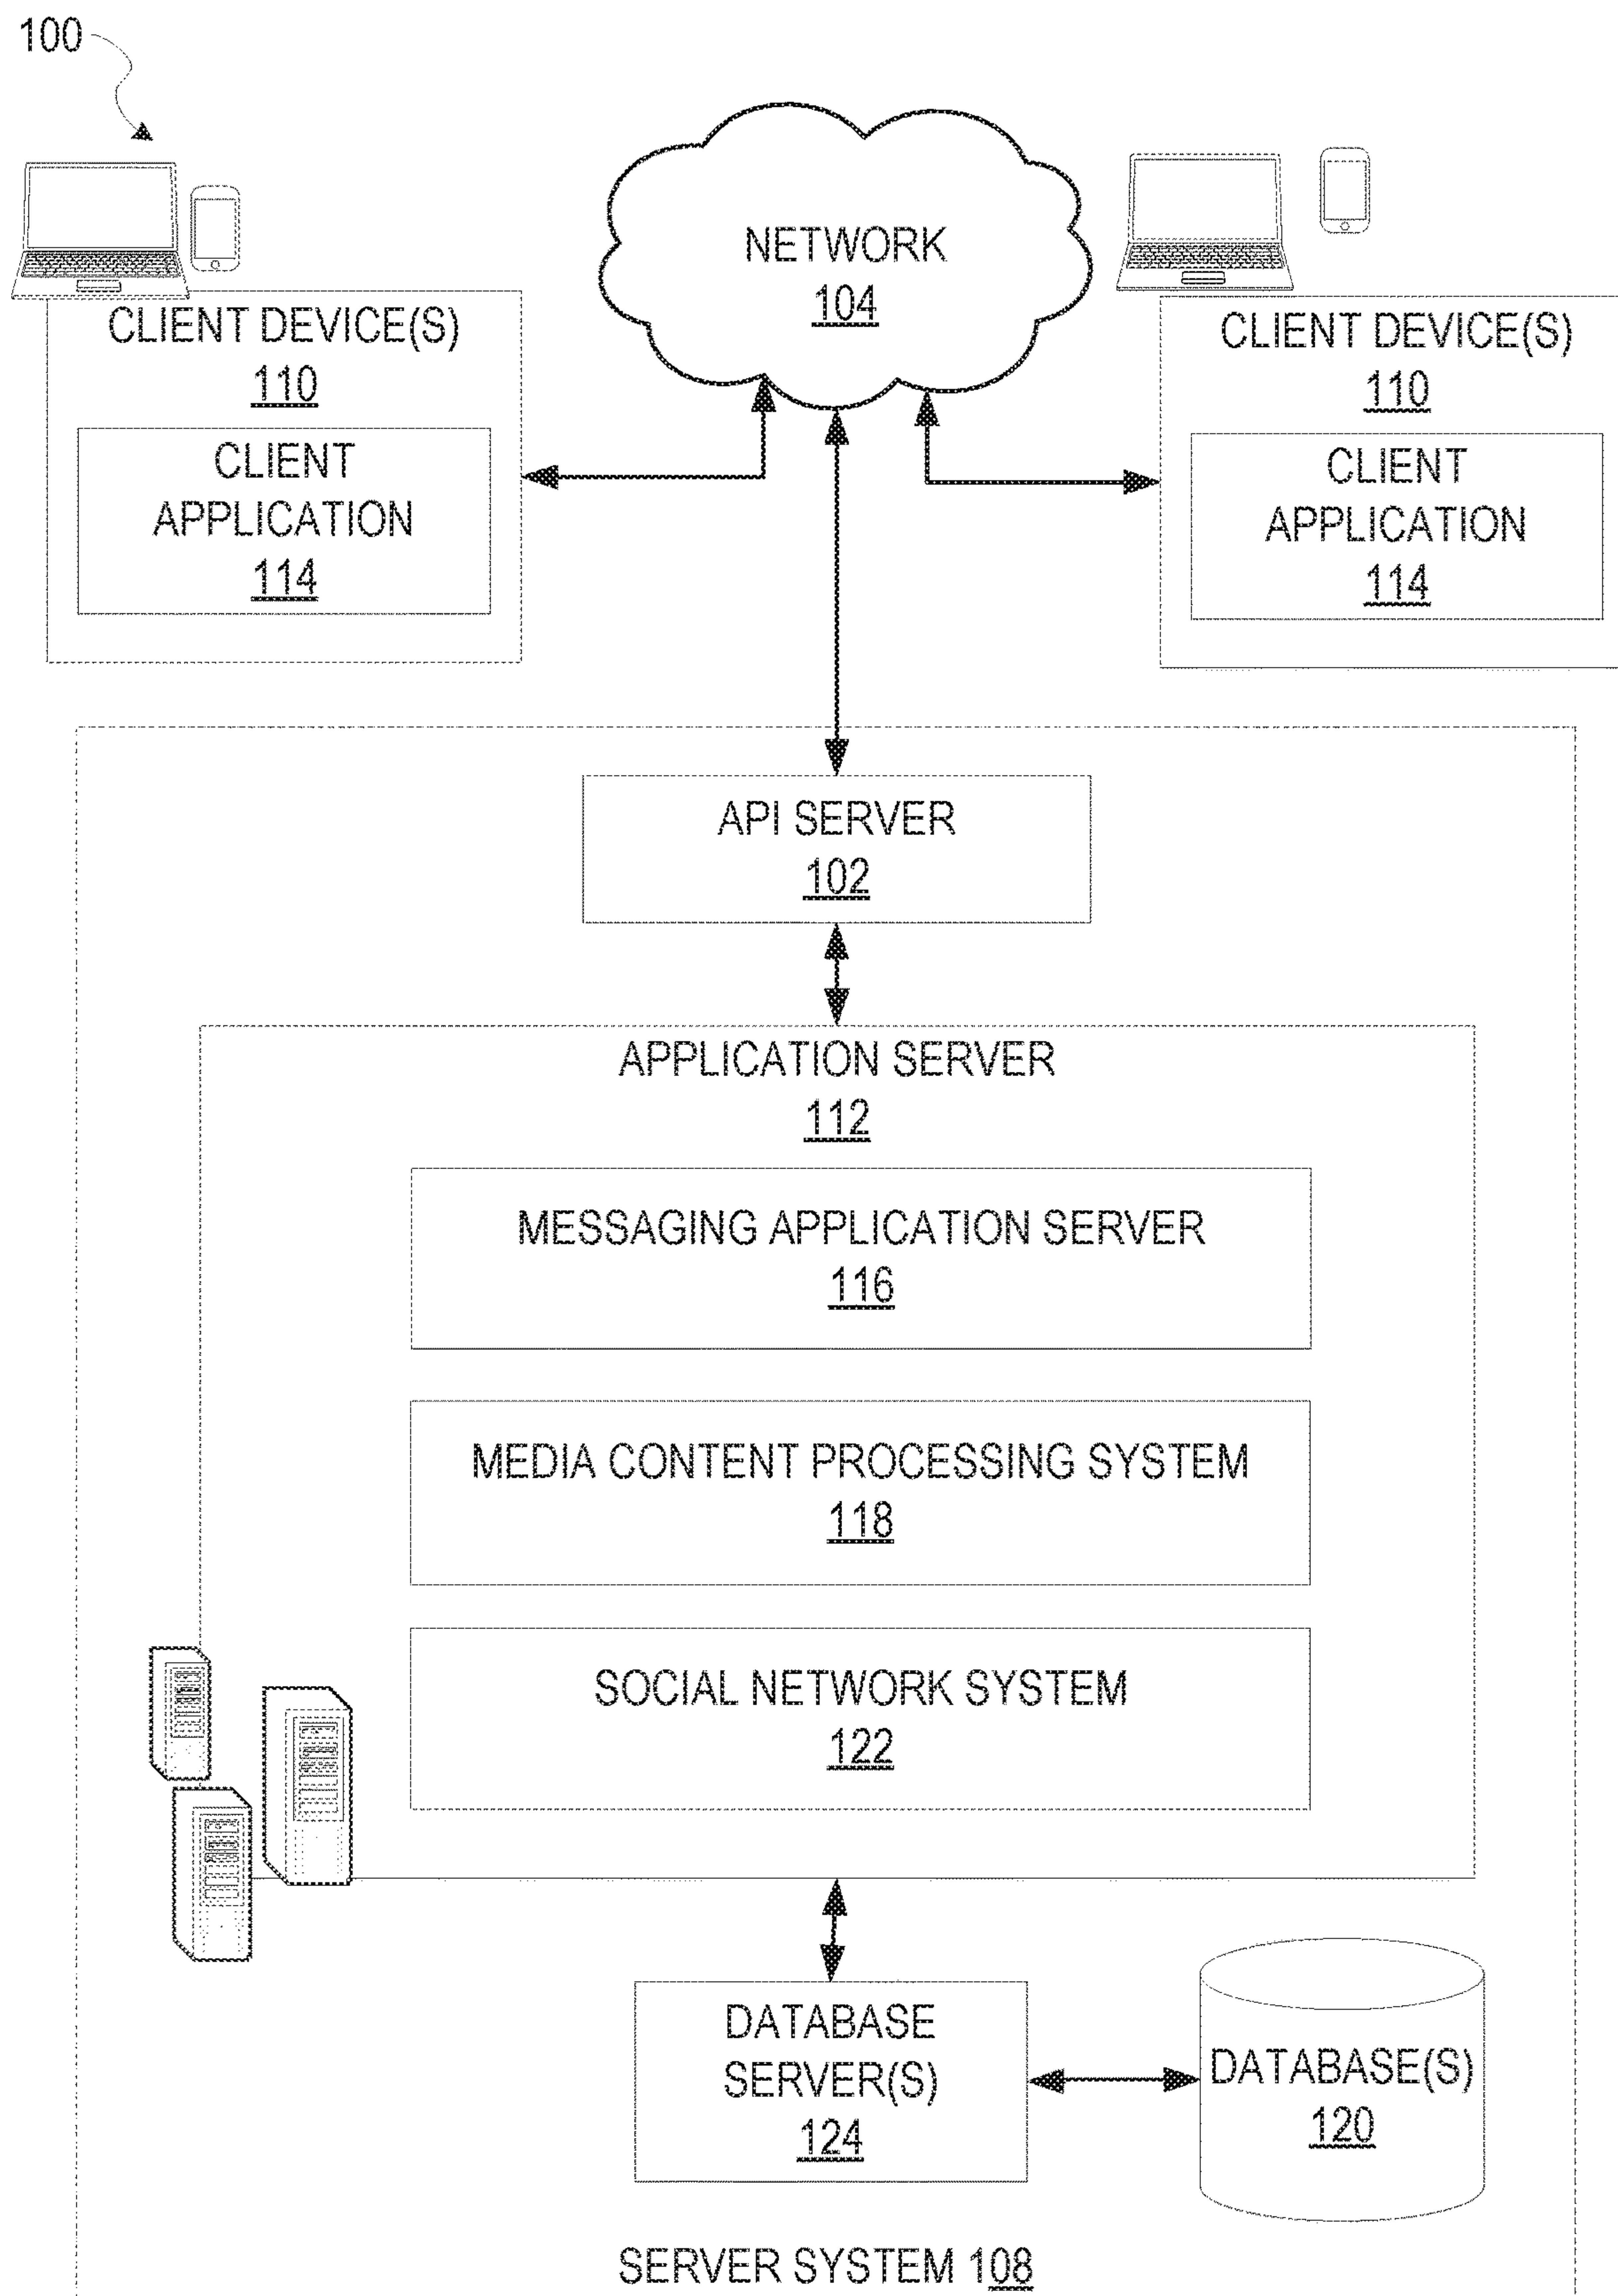 100
NETWORK
104
CLIENT DEVICE(S)
110
CLIENT
APPLICATION
114
CLIENT DEVICE(S)
110
CLIENT
APPLICATION
114
API SERVER
102
APPLICATION SERVER
112
MESSAGING APPLICATION SERVER
116
MEDIA CONTENT PROCESSING SYSTEM
118
SOCIAL NETWORK SYSTEM
122
DATABASE
SERVER(S)
124
DATABASE(S)
120
SERVER SYSTEM 108